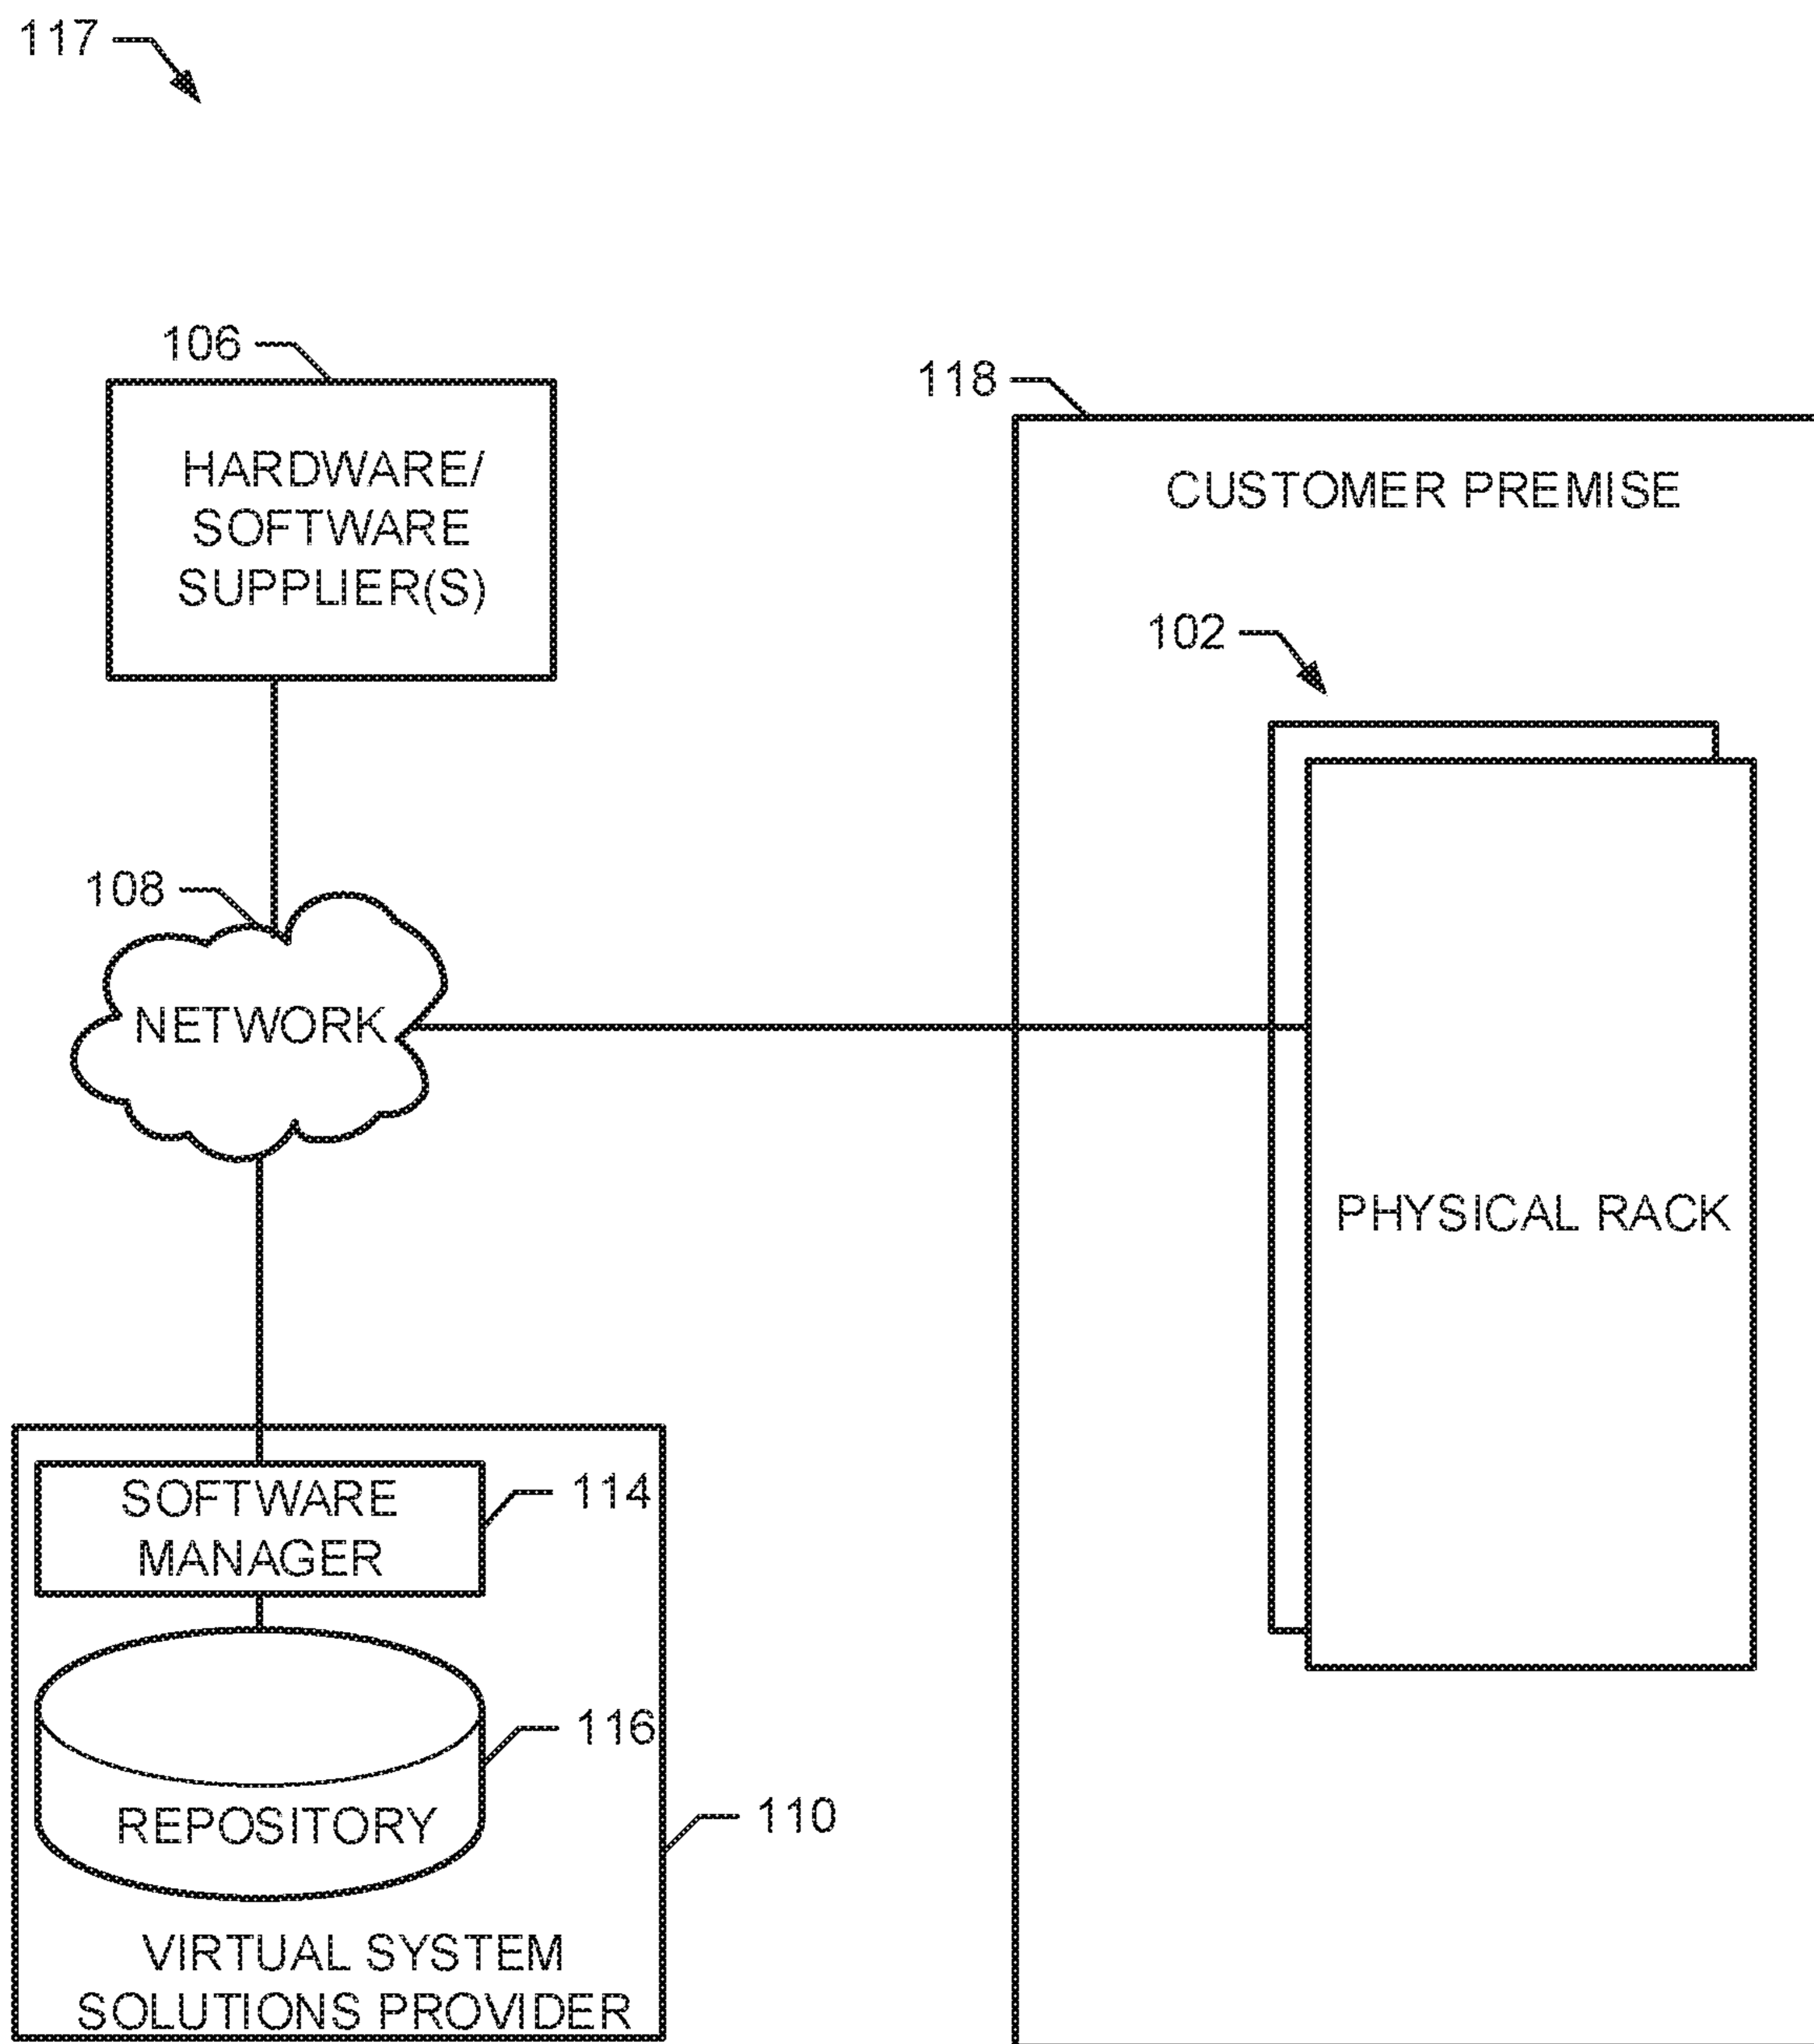 117
106
HARDWARE/
SOFTWARE
SUPPLIER(S)
118
CUSTOMER PREMISE
102
108
NETWORK
PHYSICAL RACK
SOFTWARE
MANAGER
114
116
REPOSITORY
110
VIRTUAL SYSTEM
SOLUTIONS PROVIDER